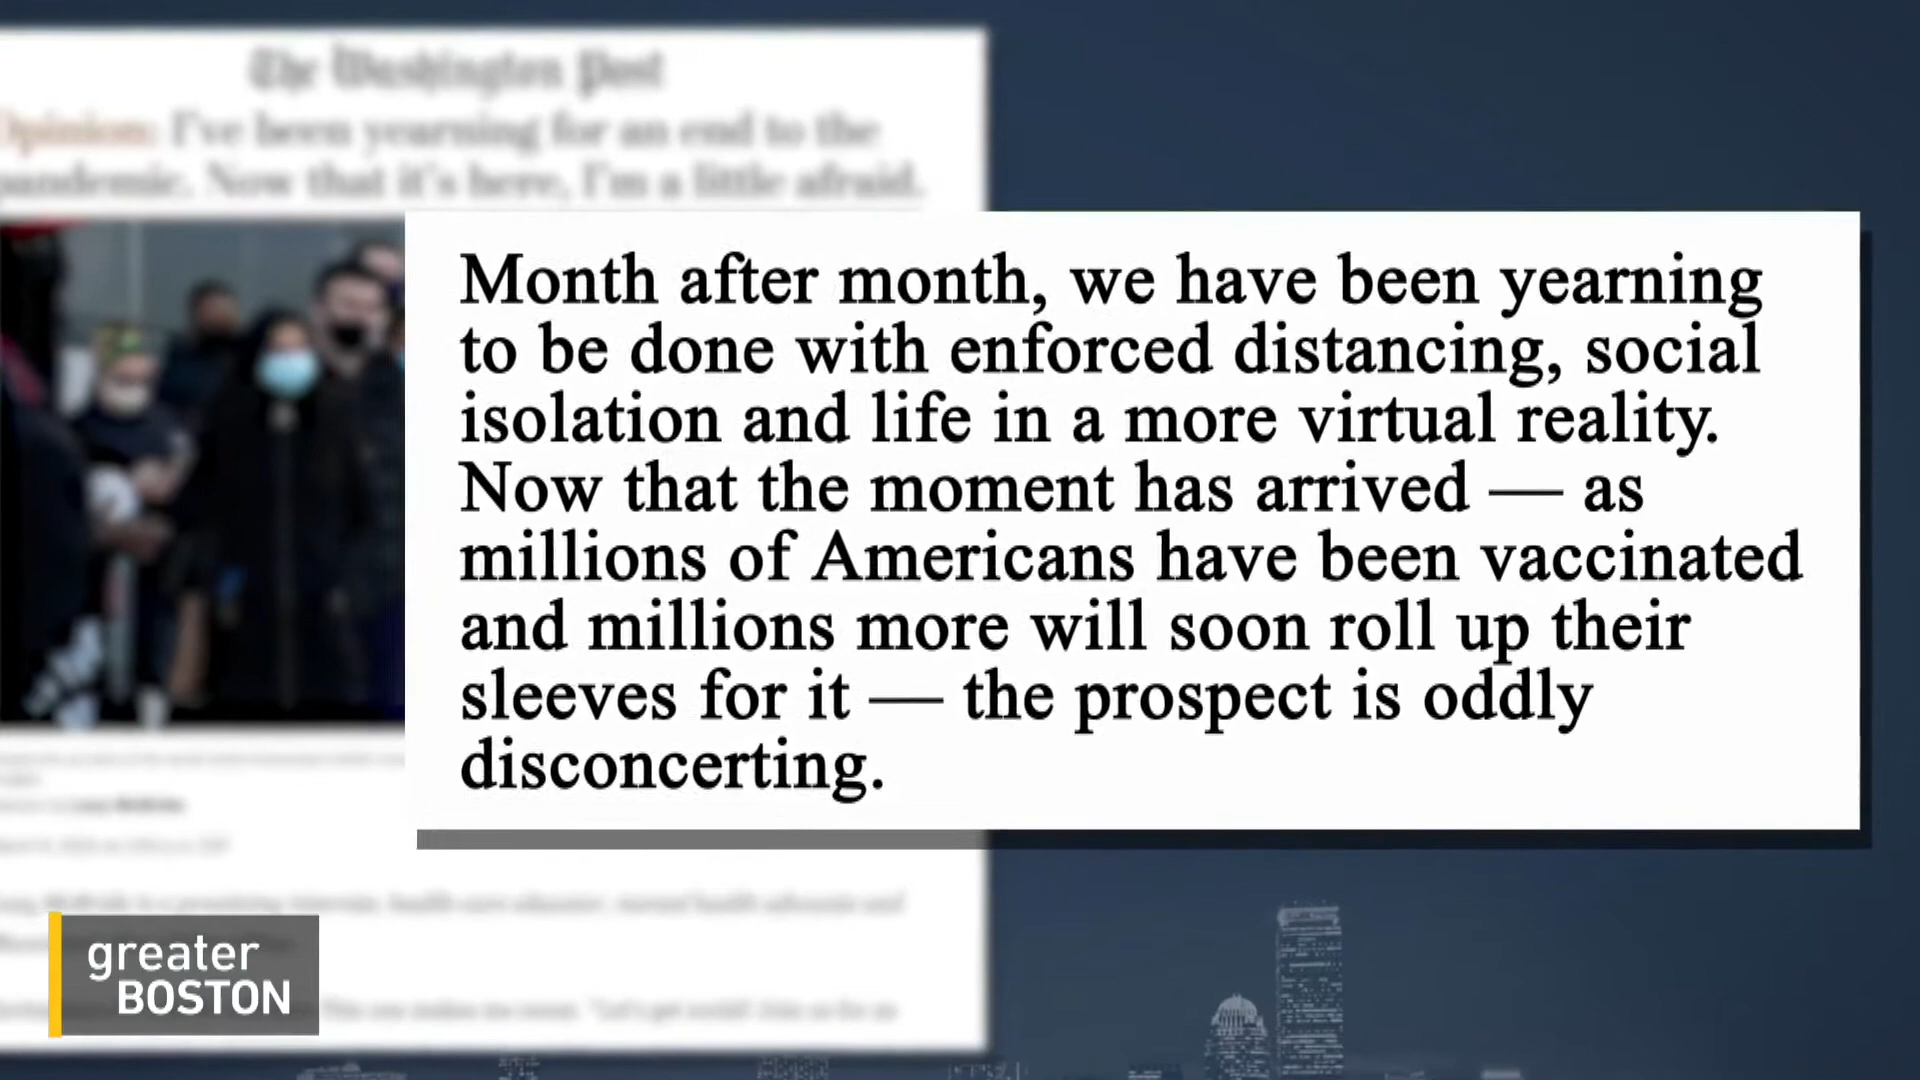 The Washington Post
Opinion: I've been yearning for an end to the
pandemic. Now that it's here, I'm a little afraid.
Month after month, we have been yearning
to be done with enforced distancing, social
isolation and life in a more virtual reality.
Now that the moment has arrived — as
millions of Americans have been vaccinated
and millions more will soon roll up their
sleeves for it — the prospect is oddly
disconcerting.
greater
BOSTON